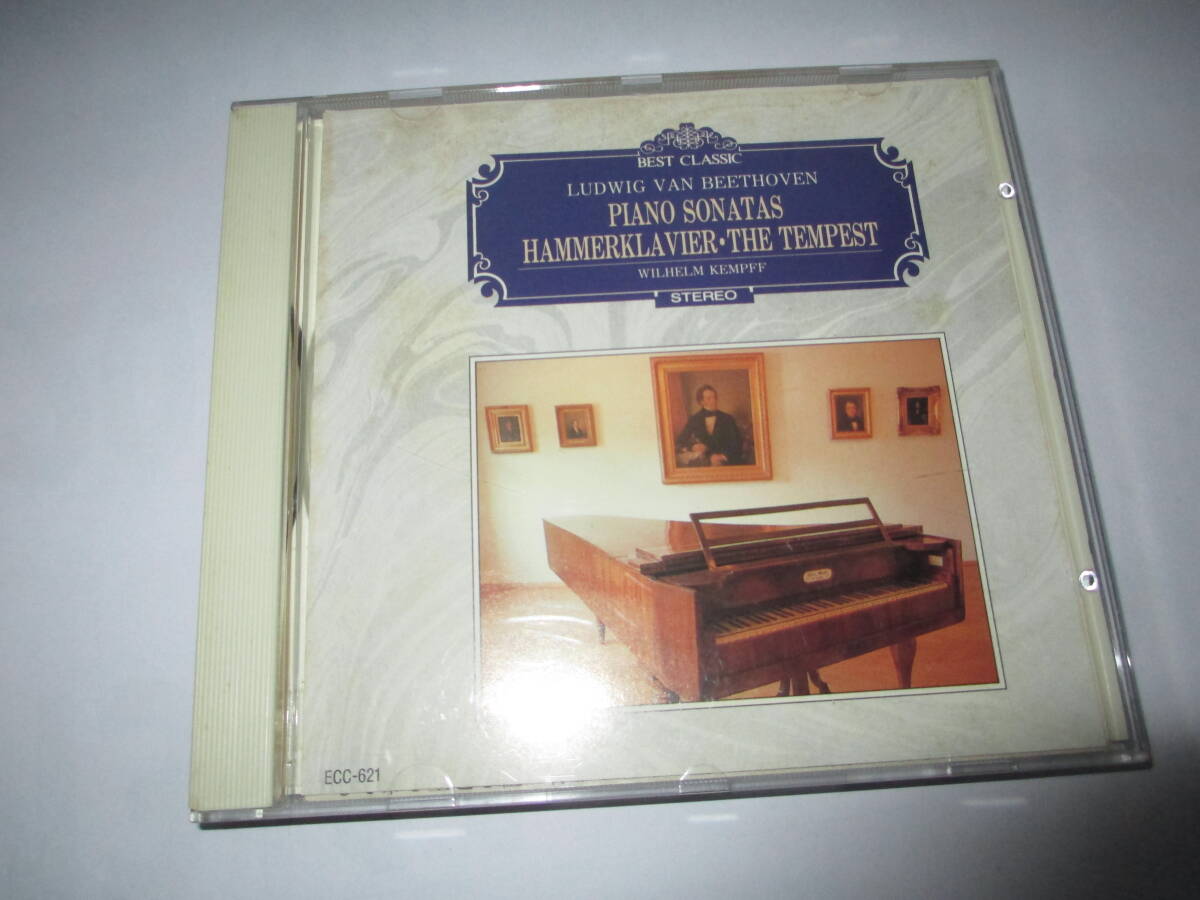 BEST CLASSIC
LUDWIG VAN BEETHOVEN
PIANO SONATAS
HAMMERKLAVIER•THE TEMPEST
WILHELM KEMPFF
STEREO
ECC-621